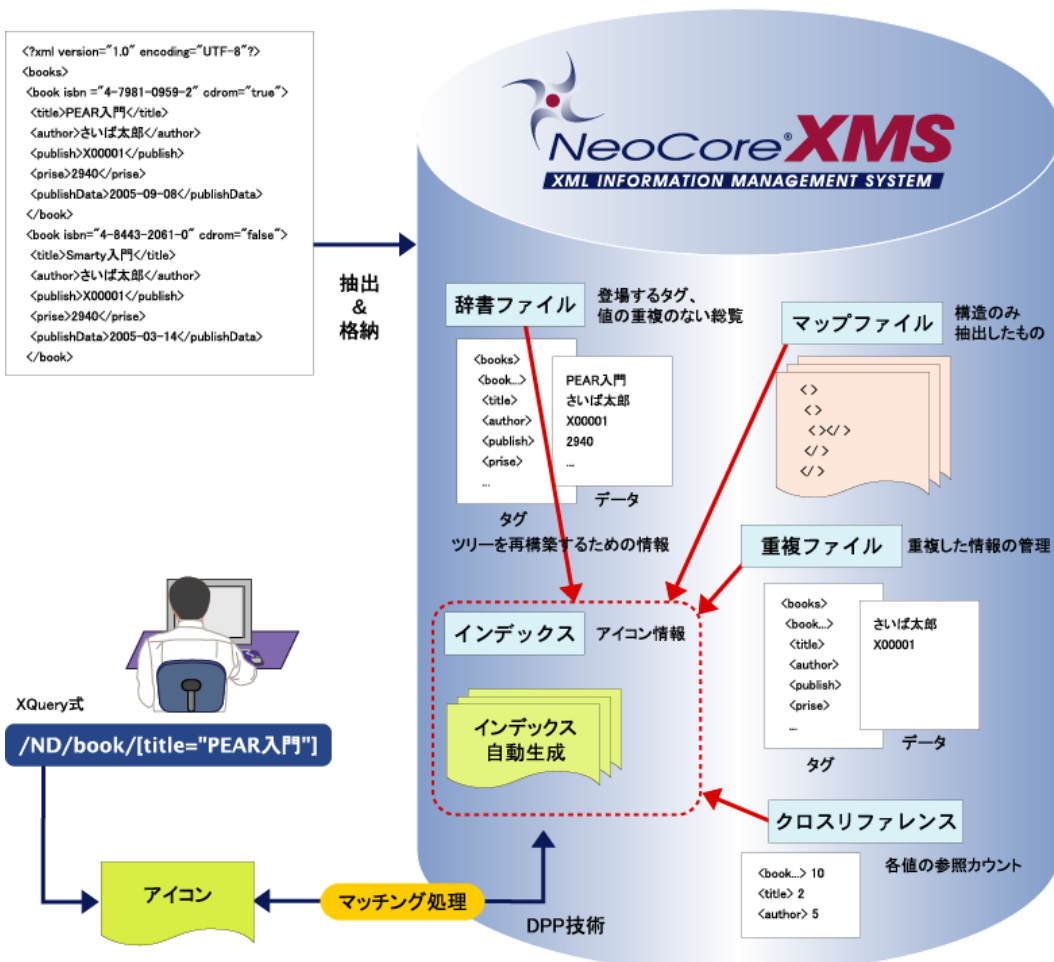 <?xml version="1.0" encoding="UTF-8"?>
<books>
<book isbn ="4-7981-0959-2" cdrom="true">
<title>PEAR入門</title>
<author>さいば太郎</author>
<publish>X00001</publish>
<prise>2940</prise>
<publishData>2005-09-08</publishData>
</book>
<book isbn="4-8443-2061-0" cdrom="false">
<title>Smarty入門</title>
<author>さいば太郎</author>
<publish>X00001</publish>
<prise>2940</prise>
<publishData>2005-03-14</publishData>
</book>
抽出
&
格納
NeoCore® XMS
XML INFORMATION MANAGEMENT SYSTEM
辞書ファイル
登場するタグ、
値の重複のない総覧
<books>
<book...>
<title>
<author>
<publish>
<prise>
...
タグ
PEAR入門
さいば太郎
X00001
2940
...
データ
ツリーを再構築するための情報
マップファイル
構造のみ
抽出したもの
<>
<>
<></>
</>
</>
重複ファイル
重複した情報の管理
<books>
<book...>
<title>
<author>
<publish>
<prise>
...
タグ
さいば太郎
X00001
データ
インデックス
アイコン情報
インデックス
自動生成
クロスリファレンス
各値の参照カウント
<book...> 10
<title> 2
<author> 5
XQuery式
/ND/book/[title="PEAR入門"]
アイコン
マッチング処理
DPP技術